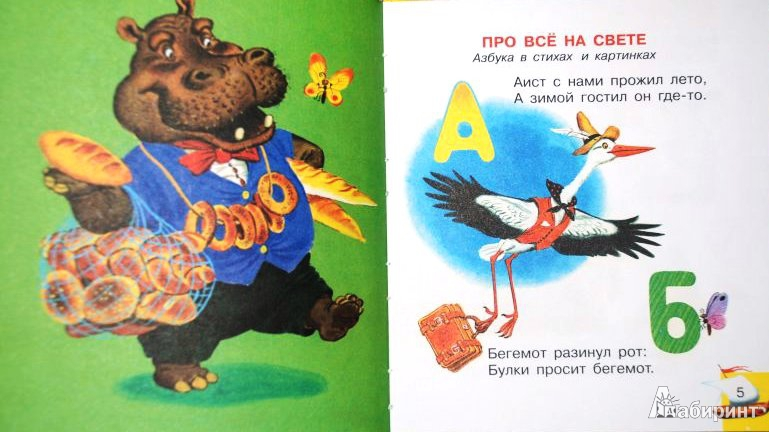 ПРО ВСЁ НА СВЕТЕ
Азбука в стихах и картинках
Аист с нами прожил лето,
А зимой гостил он где-то.
А
Б
Бегемот разинул рот:
Булки просит бегемот.
5
Лабиринт